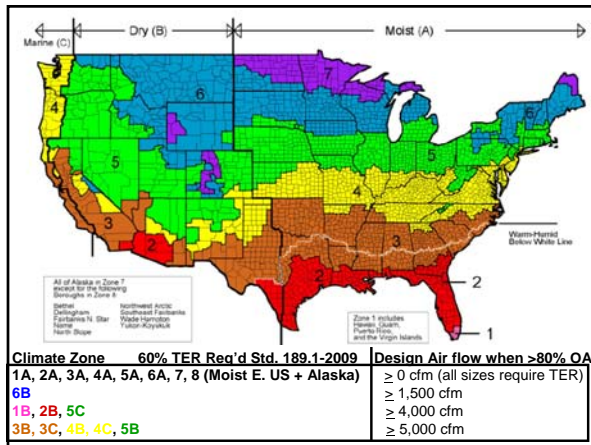 Dry (B)
Moist (A)
Marine (C)
7
6
6
4
5
5
4
3
3
2
2
Warm-Humid
Below White Line
2
1
All of Alaska in Zone 7
except for the following
Boroughs in Zone 8:
Bethel Northwest Arctic
Dellingham Southeast Fairbanks
Fairbanks N. Star Wade Hampton
Nome Yukon-Koyukuk
North Slope
Zone 1 includes
Hawaii, Guam,
Puerto Rico,
and the Virgin Islands
Climate Zone 60% TER Req'd Std. 189.1-2009 Design Air flow when >80% OA
1A, 2A, 3A, 4A, 5A, 6A, 7, 8 (Moist E. US + Alaska) ≥ 0 cfm (all sizes require TER)
6B ≥ 1,500 cfm
1B, 2B, 5C ≥ 4,000 cfm
3B, 3C, 4B, 4C, 5B ≥ 5,000 cfm